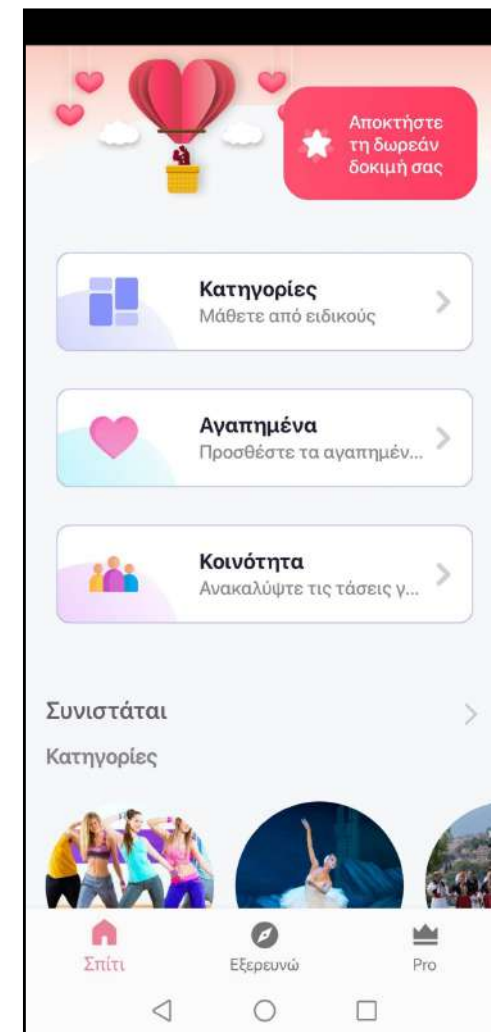 Αποκτήστε
τη δωρεάν
δοκιμή σας
Κατηγορίες
Μάθετε από ειδικούς
Αγαπημένα
Προσθέστε τα αγαπημέν...
Κοινότητα
Ανακαλύψτε τις τάσεις γ...
Συνιστάται
Κατηγορίες
Σπίτι
Εξερευνώ
Pro